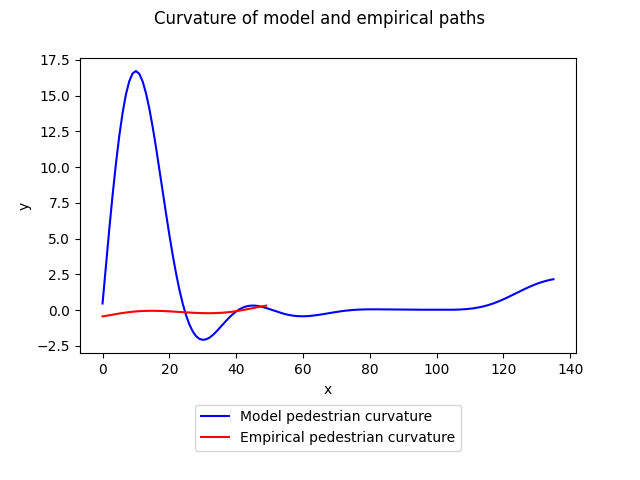 Curvature of model and empirical paths
17.5
15.0
12.5
10.0
7.5
5.0
2.5
0.0
−2.5
y
0 20 40 60 80 100 120 140
x
Model pedestrian curvature
Empirical pedestrian curvature